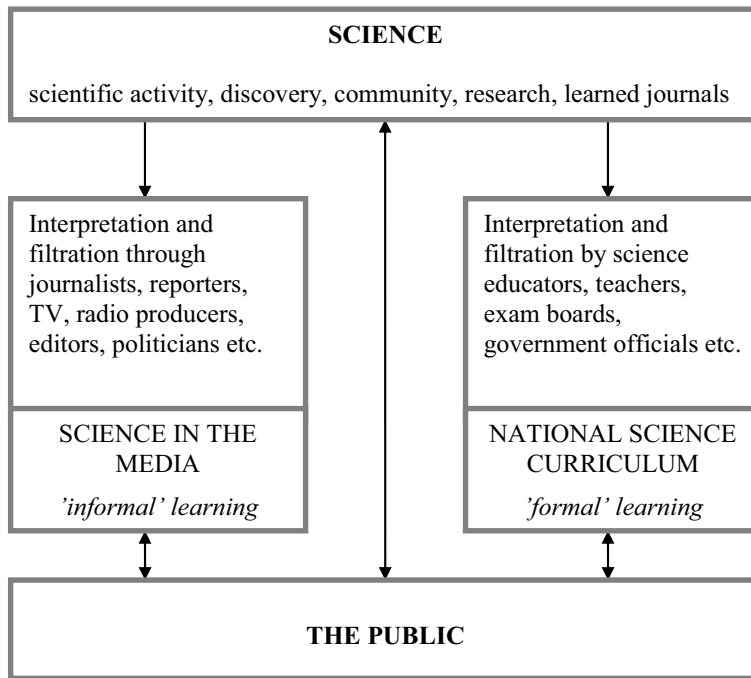 SCIENCE
scientific activity, discovery, community, research, learned journals
Interpretation and
filtration through
journalists, reporters,
TV, radio producers,
editors, politicians etc.
SCIENCE IN THE
MEDIA
’informal’ learning
Interpretation and
filtration by science
educators, teachers,
exam boards,
government officials etc.
NATIONAL SCIENCE
CURRICULUM
’formal’ learning
THE PUBLIC